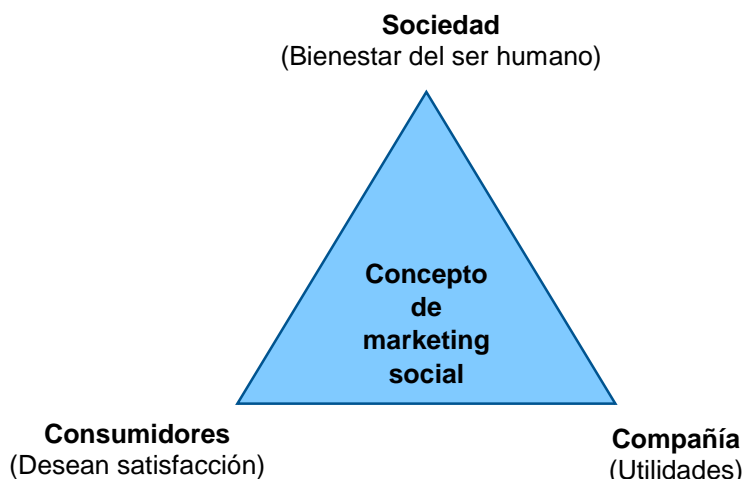 Sociedad
(Bienestar del ser humano)
Concepto
de
marketing
social
Consumidores
(Desean satisfacción)
Compañía
(Utilidades)